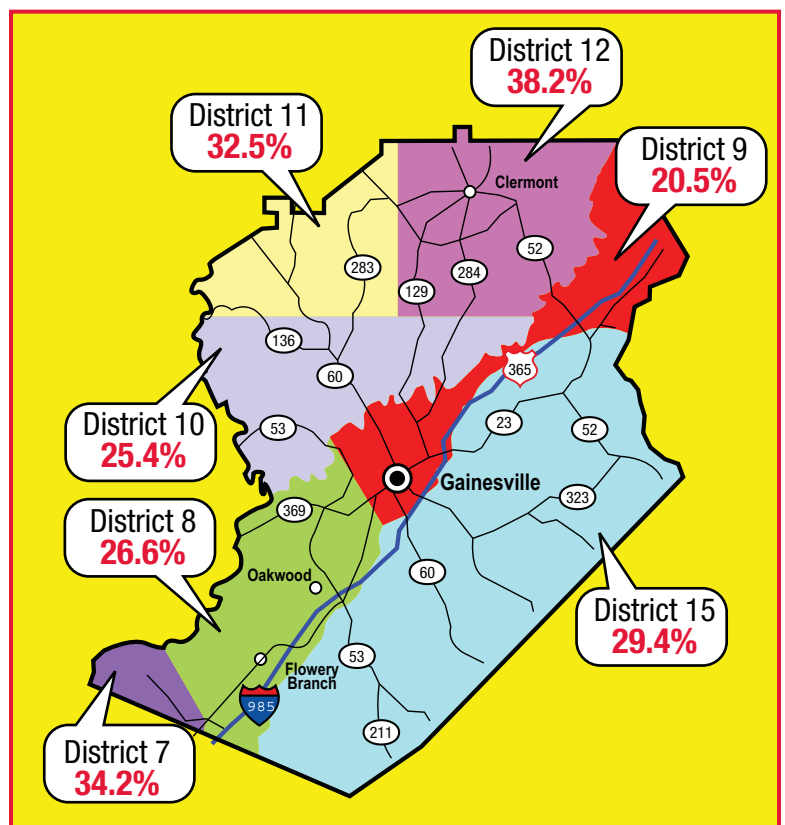 District 12
38.2%
District 11
32.5%
District 9
20.5%
Clermont
52
283
284
129
136
365
60
District 10
25.4%
53
23
52
Gainesville
District 8
26.6%
369
323
Oakwood
60
District 15
29.4%
53
Flowery
Branch
985
211
District 7
34.2%